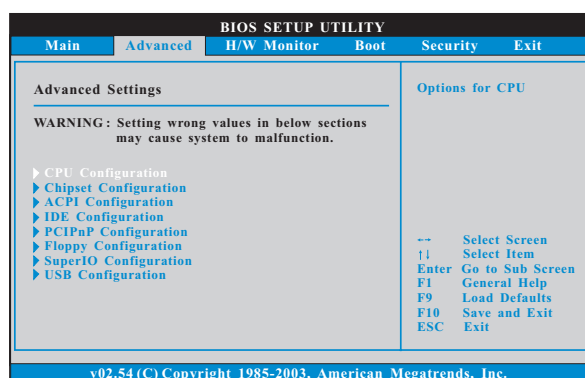 BIOS SETUP UTILITY
Main Advanced H/W Monitor Boot Security Exit
Advanced Settings
WARNING : Setting wrong values in below sections
may cause system to malfunction.
CPU Configuration
Chipset Configuration
ACPI Configuration
IDE Configuration
PCIPnP Configuration
Floppy Configuration
SuperIO Configuration
USB Configuration
Options for CPU
←→ Select Screen
↑↓ Select Item
Enter Go to Sub Screen
F1 General Help
F9 Load Defaults
F10 Save and Exit
ESC Exit
v02.54 (C) Copyright 1985-2003, American Megatrends, Inc.